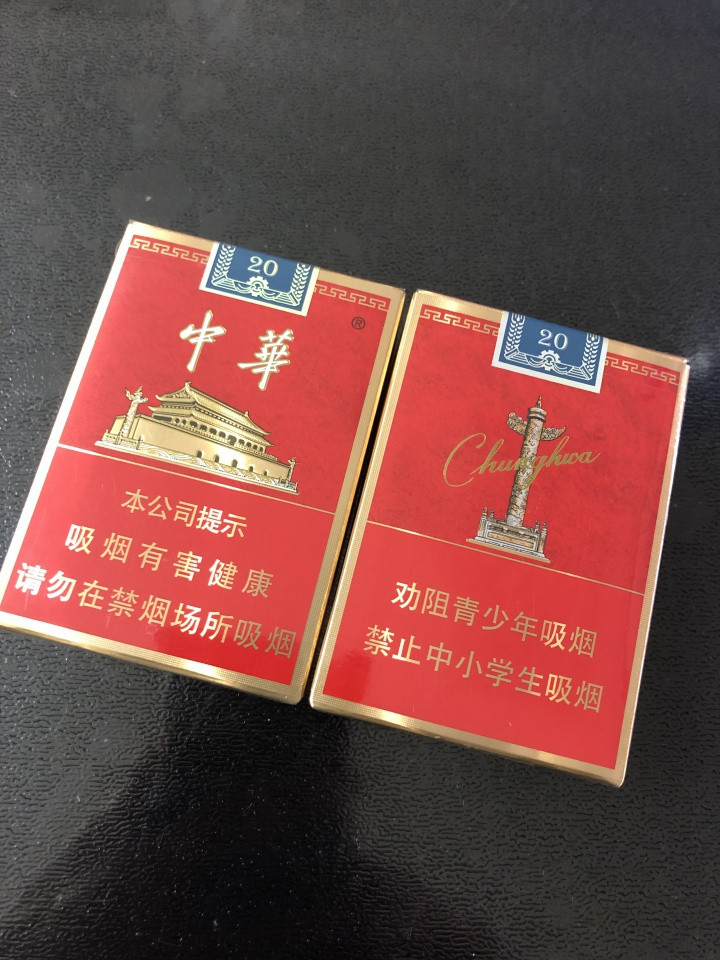 20
中華
®
本公司提示
吸烟有害健康
请勿在禁烟场所吸烟
20
Chunghwa
劝阻青少年吸烟
禁止中小学生吸烟